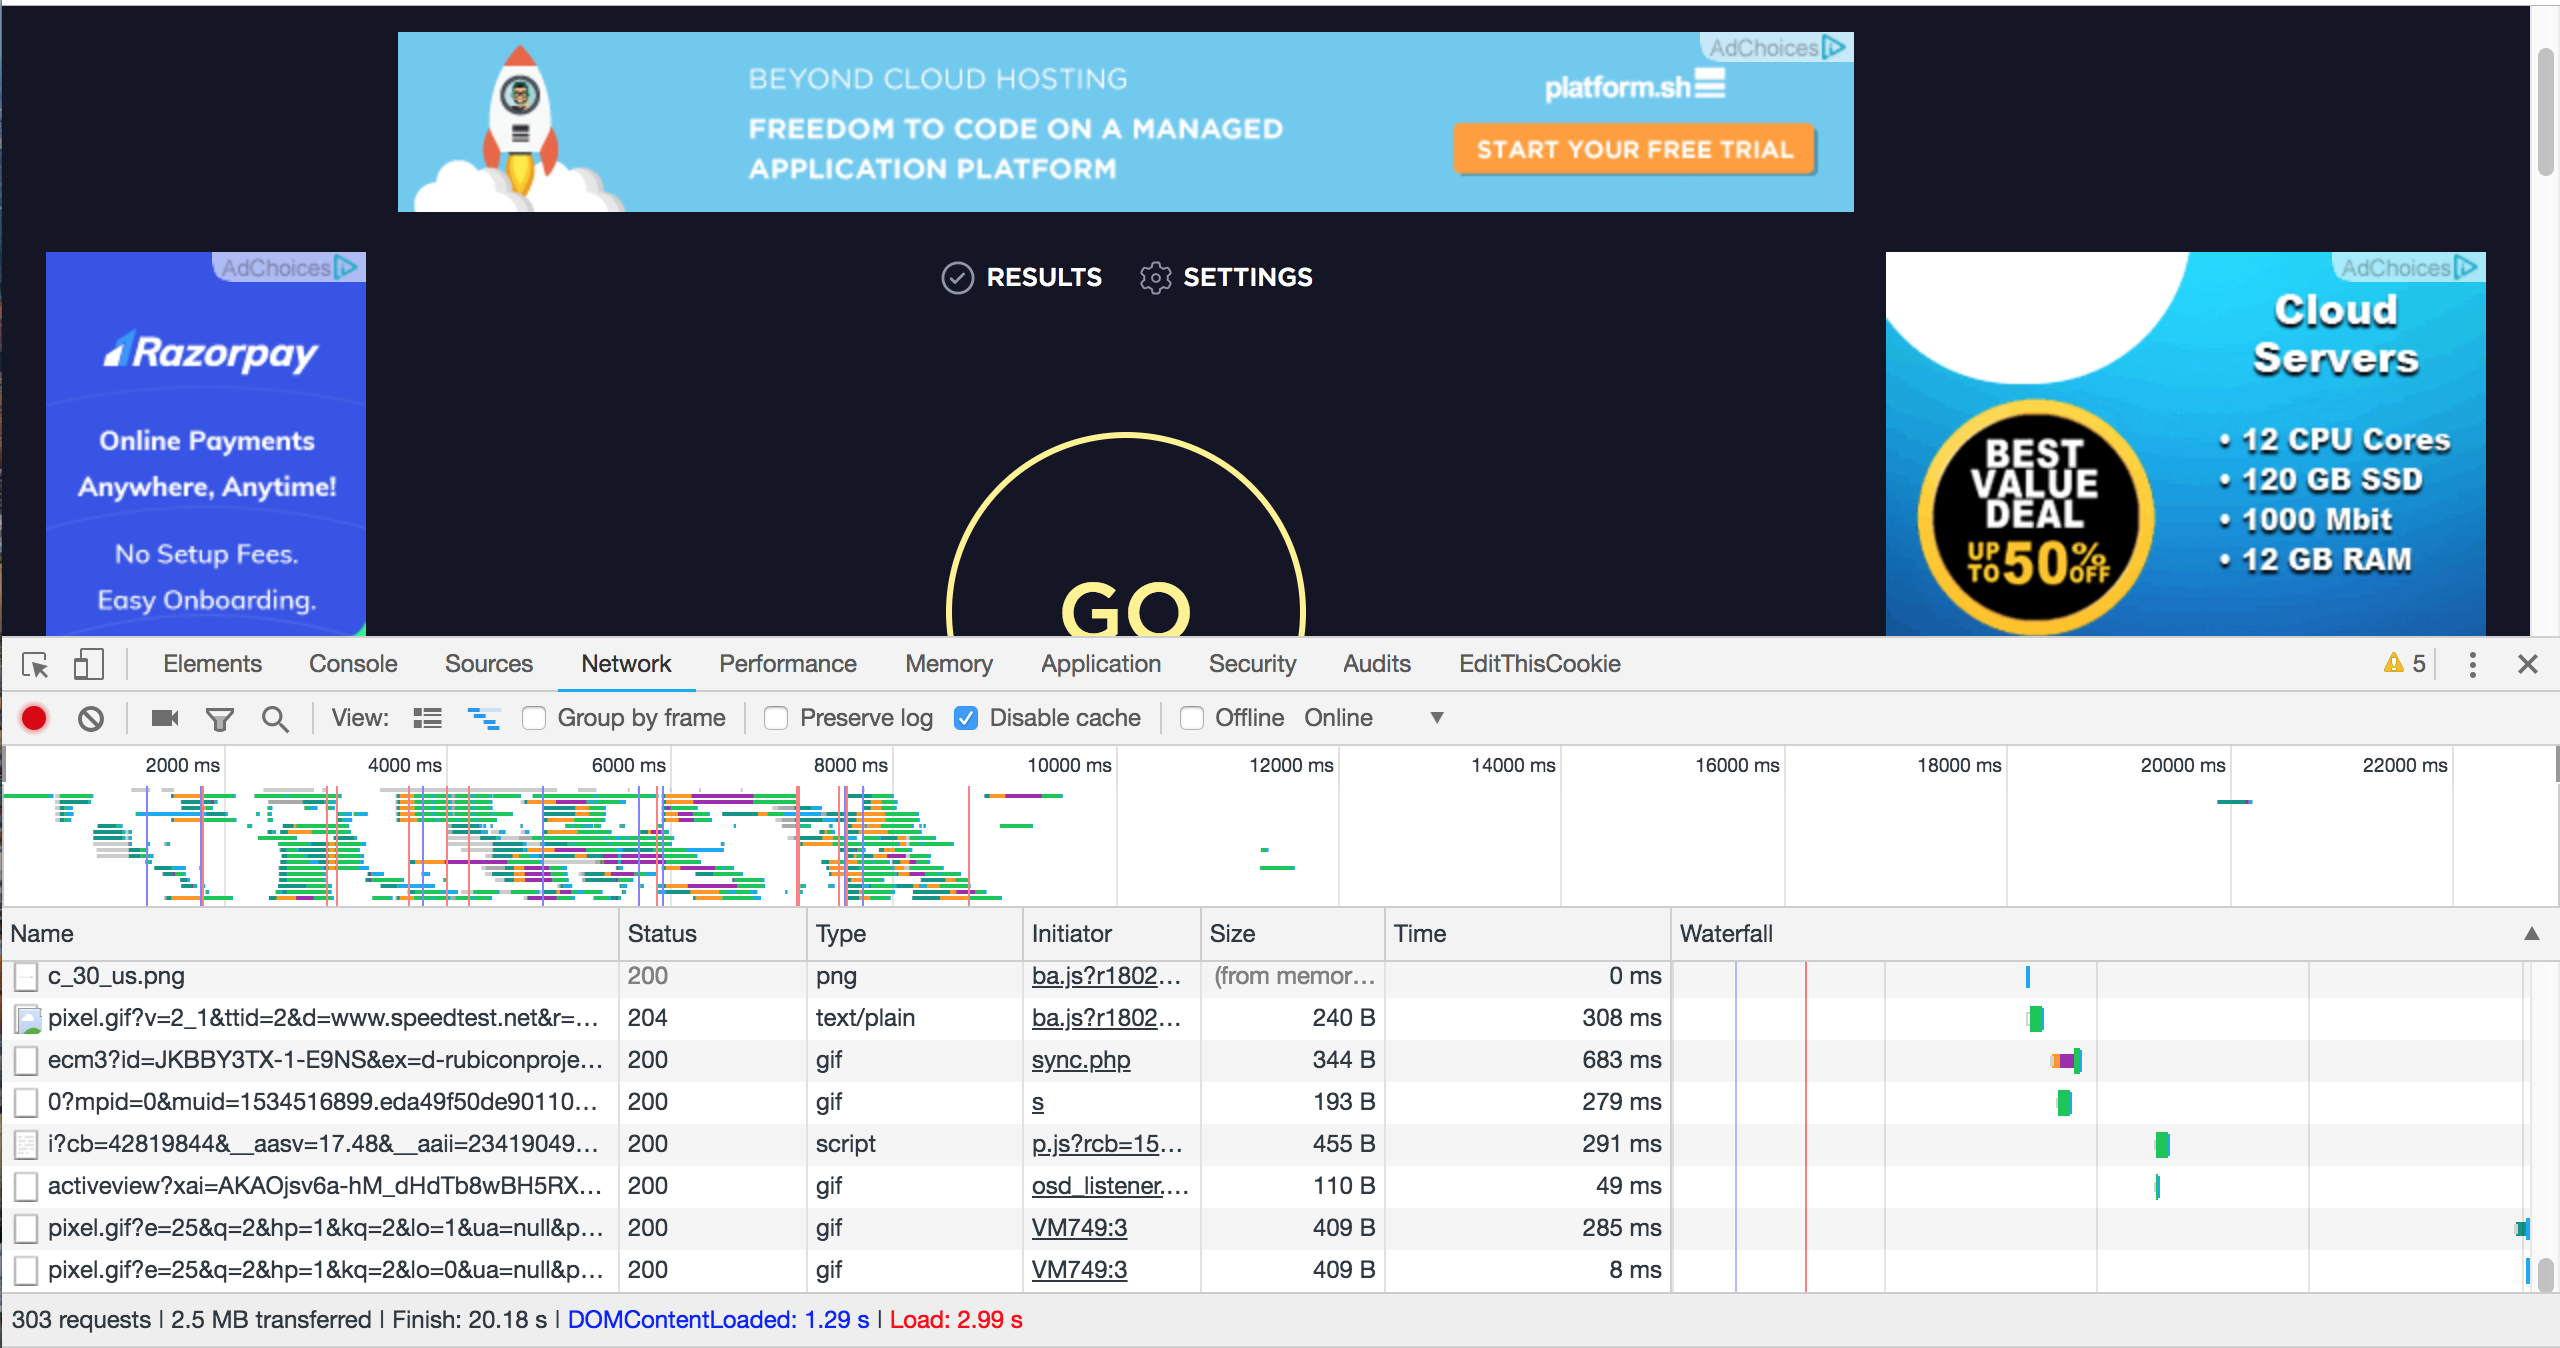 AdChoices
BEYOND CLOUD HOSTING
FREEDOM TO CODE ON A MANAGED
APPLICATION PLATFORM
platform.sh
START YOUR FREE TRIAL
AdChoices
Razorpay
Online Payments
Anywhere, Anytime!
No Setup Fees.
Easy Onboarding.
RESULTS SETTINGS
GO
AdChoices
Cloud
Servers
BEST
VALUE
DEAL
UP TO 50% OFF
• 12 CPU Cores
• 120 GB SSD
• 1000 Mbit
• 12 GB RAM
Elements Console Sources Network Performance Memory Application Security Audits EditThisCookie 5
View: Group by frame Preserve log Disable cache Offline Online
2000 ms 4000 ms 6000 ms 8000 ms 10000 ms 12000 ms 14000 ms 16000 ms 18000 ms 20000 ms 22000 ms
Name Status Type Initiator Size Time Waterfall
c_30_us.png 200 png ba.js?r1802... (from memor... 0 ms
pixel.gif?v=2_1&ttid=2&d=www.speedtest.net&r=... 204 text/plain ba.js?r1802... 240 B 308 ms
ecm3?id=JKBBY3TX-1-E9NS&ex=d-rubiconproje... 200 gif sync.php 344 B 683 ms
0?mpid=0&muid=1534516899.eda49f50de90110... 200 gif s 193 B 279 ms
i?cb=42819844&__aasv=17.48&__aaii=23419049... 200 script p.js?rcb=15... 455 B 291 ms
activeview?xai=AKAOjsv6a-hM_dHdTb8wBH5RX... 200 gif osd_listener.... 110 B 49 ms
pixel.gif?e=25&q=2&hp=1&kq=2&lo=1&ua=null&p... 200 gif VM749:3 409 B 285 ms
pixel.gif?e=25&q=2&hp=1&kq=2&lo=0&ua=null&p... 200 gif VM749:3 409 B 8 ms
303 requests | 2.5 MB transferred | Finish: 20.18 s | DOMContentLoaded: 1.29 s | Load: 2.99 s